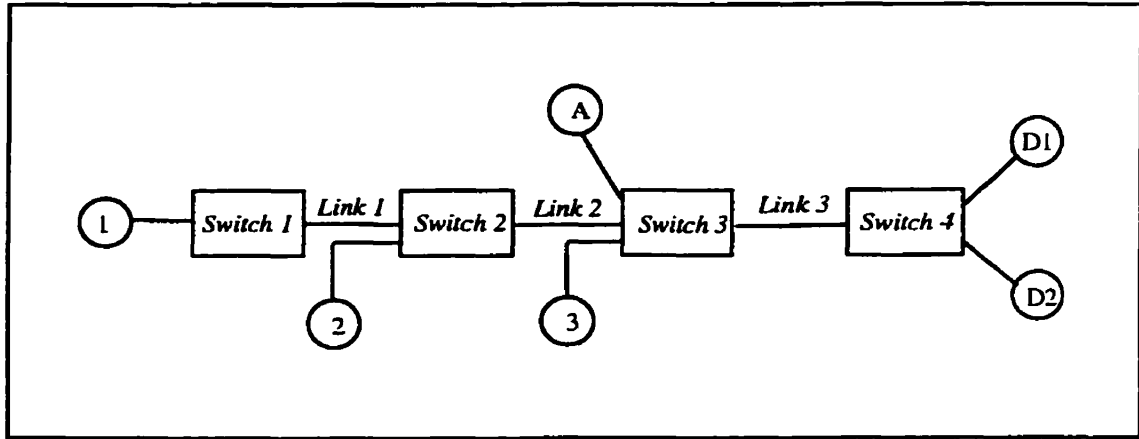 A
D1
1
Switch 1
Link 1
Switch 2
Link 2
Switch 3
Link 3
Switch 4
2
3
D2